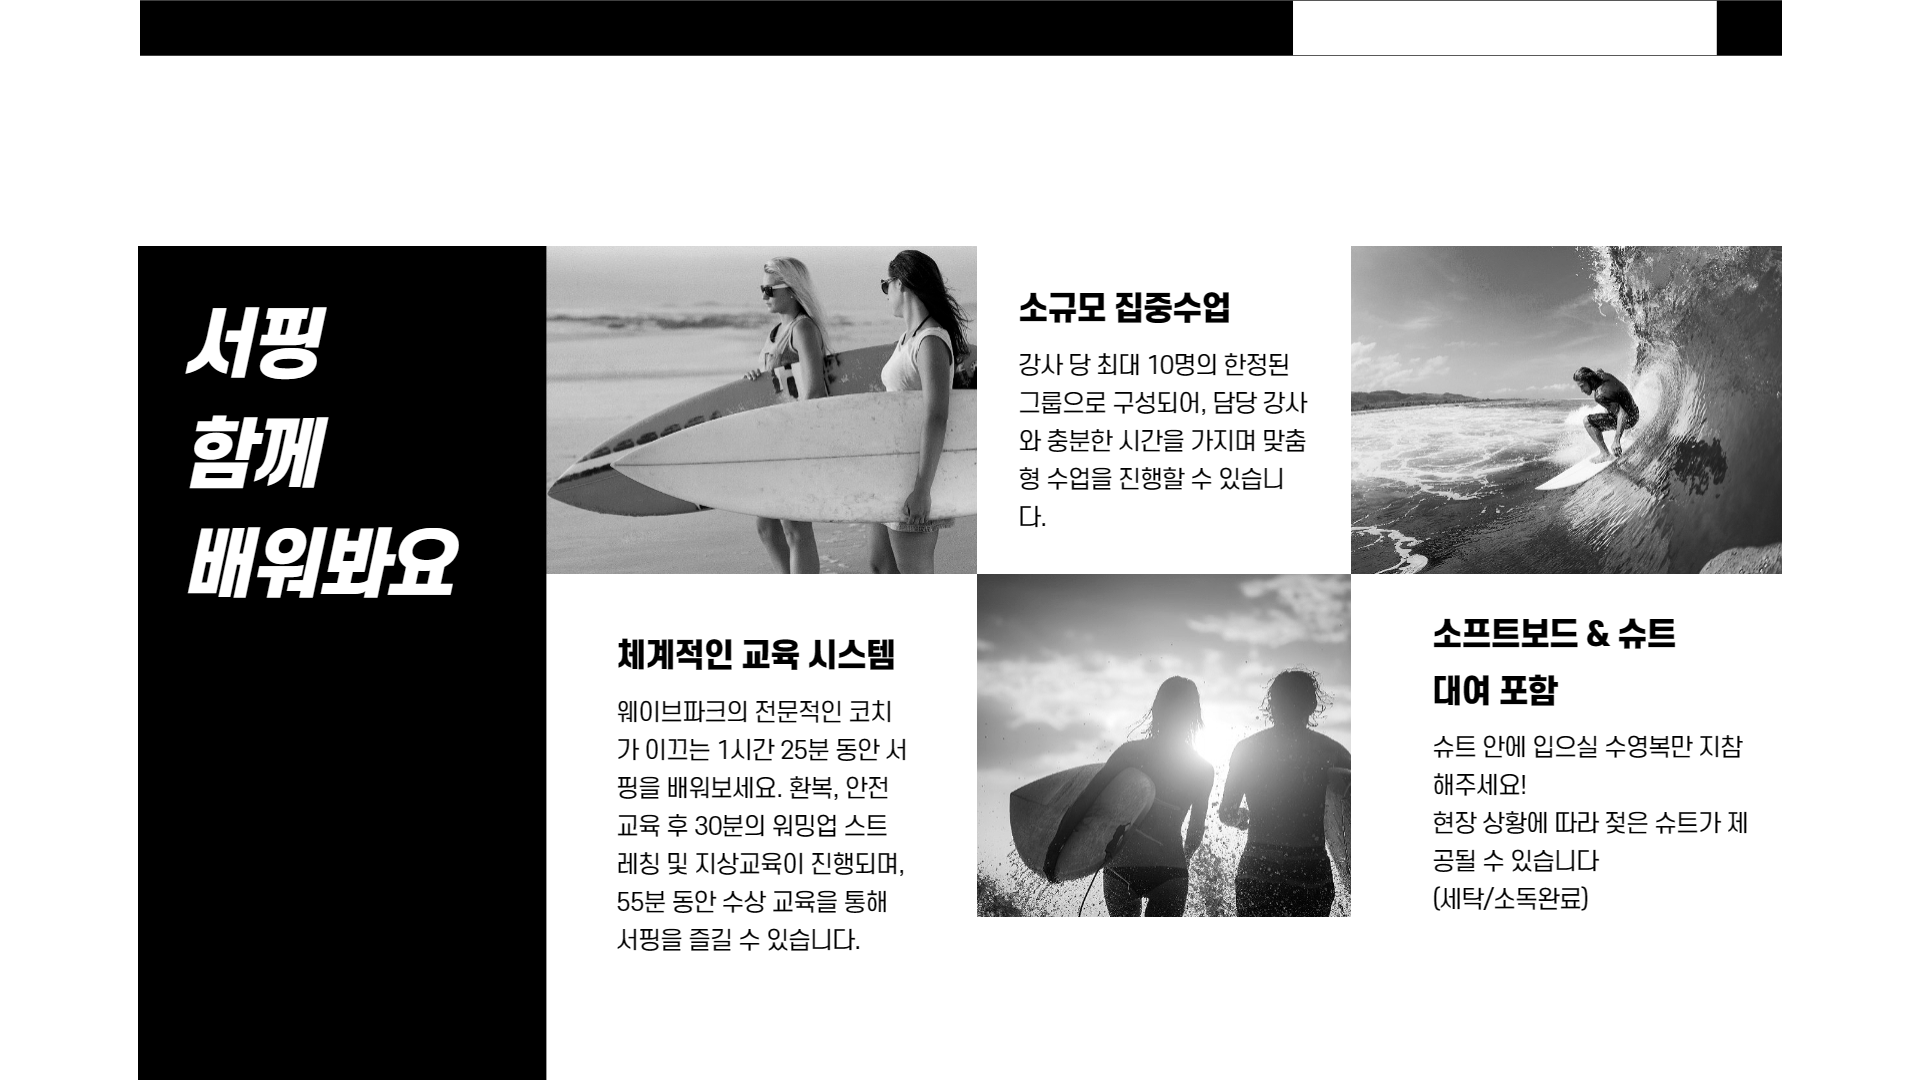 서핑
함께
배워봐요
체계적인 교육 시스템
웨이브파크의 전문적인 코치
가 이끄는 1시간 25분 동안 서
핑을 배워보세요. 환복, 안전
교육 후 30분의 워밍업 스트
레칭 및 지상교육이 진행되며,
55분 동안 수상 교육을 통해
서핑을 즐길 수 있습니다.
소규모 집중수업
강사 당 최대 10명의 한정된
그룹으로 구성되어, 담당 강사
와 충분한 시간을 가지며 맞춤
형 수업을 진행할 수 있습니
다.
소프트보드 & 슈트
대여 포함
슈트 안에 입으실 수영복만 지참
해주세요!
현장 상황에 따라 젖은 슈트가 제
공될 수 있습니다
(세탁/소독완료)